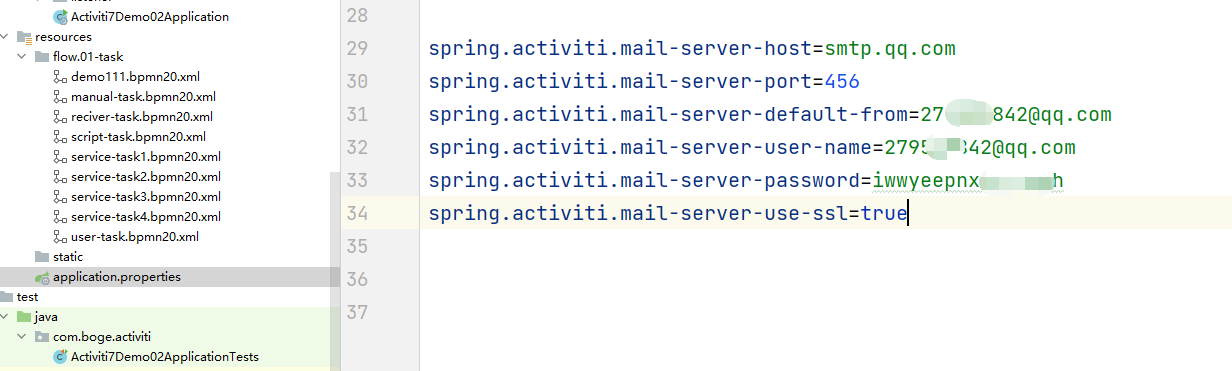 Activiti7Demo02Application
resources
flow.01-task
demo111.bpmn20.xml
manual-task.bpmn20.xml
reciver-task.bpmn20.xml
script-task.bpmn20.xml
service-task1.bpmn20.xml
service-task2.bpmn20.xml
service-task3.bpmn20.xml
service-task4.bpmn20.xml
user-task.bpmn20.xml
static
application.properties
test
java
com.boge.activiti
Activiti7Demo02ApplicationTests
28
29 spring.activiti.mail-server-host=smtp.qq.com
30 spring.activiti.mail-server-port=456
31 spring.activiti.mail-server-default-from=27 842@qq.com
32 spring.activiti.mail-server-user-name=2795 342@qq.com
33 spring.activiti.mail-server-password=iwwyeepnx h
34 spring.activiti.mail-server-use-ssl=true
35
36
37